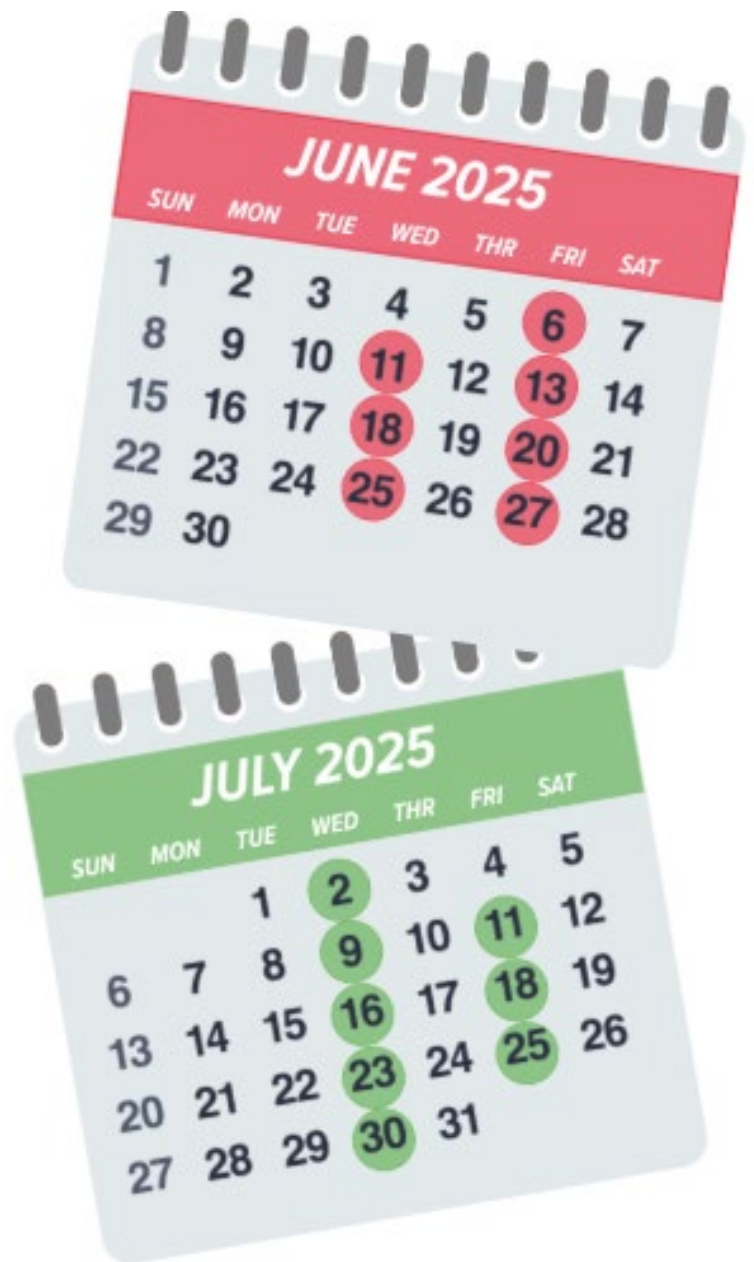 JUNE 2025
SUN MON TUE WED THR FRI SAT
1 2 3 4 5 6 7
8 9 10 11 12 13 14
15 16 17 18 19 20 21
22 23 24 25 26 27 28
29 30
JULY 2025
SUN MON TUE WED THR FRI SAT
1 2 3 4 5
6 7 8 9 10 11 12
13 14 15 16 17 18 19
20 21 22 23 24 25 26
27 28 29 30 31